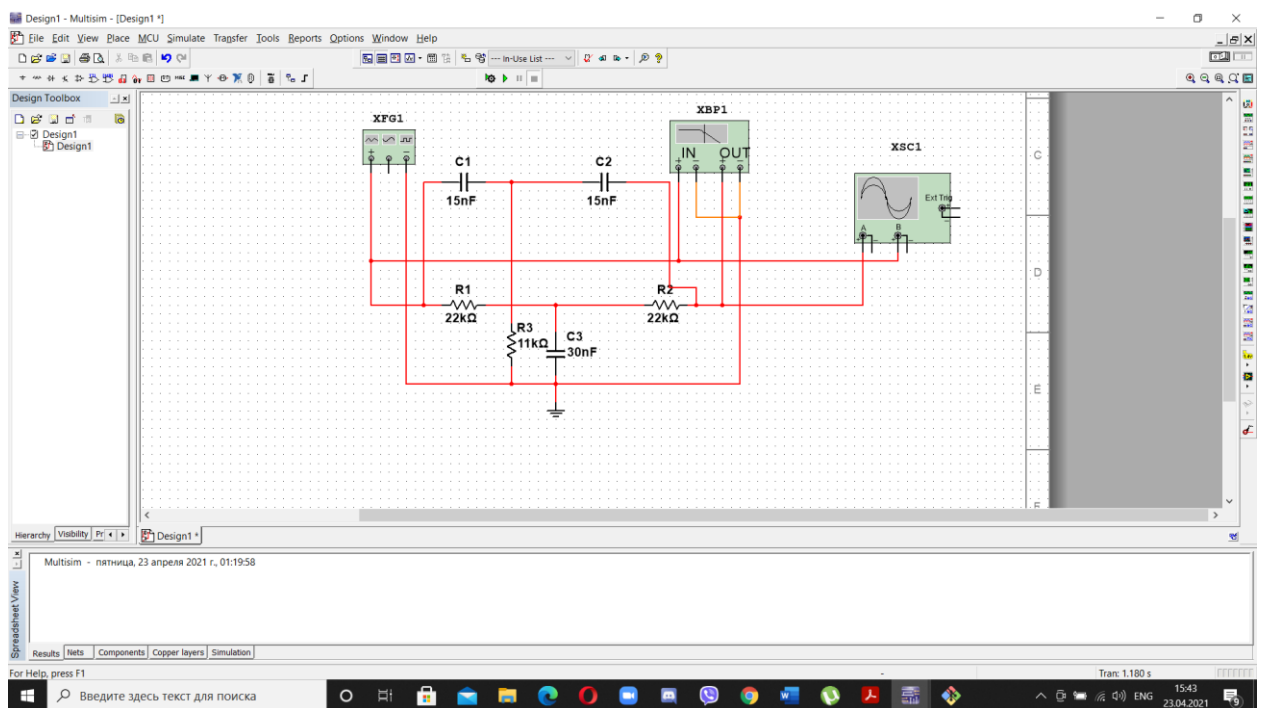 Design1 - Multisim - [Design1 *]
File Edit View Place MCU Simulate Transfer Tools Reports Options Window Help
--- In-Use List ---
Design Toolbox
Design1
Design1
XFG1
XBP1
IN OUT
XSC1
Ext Trig
A B
C1
15nF
C2
15nF
R1
22kΩ
R2
22kΩ
R3
11kΩ
C3
30nF
C
D
E
Hierarchy Visibility Pr
Design1 *
Multisim - пятница, 23 апреля 2021 г., 01:19:58
Spreadsheet View
Results Nets Components Copper layers Simulation
For Help, press F1
Tran: 1.180 s
Введите здесь текст для поиска
ENG
15:43
23.04.2021